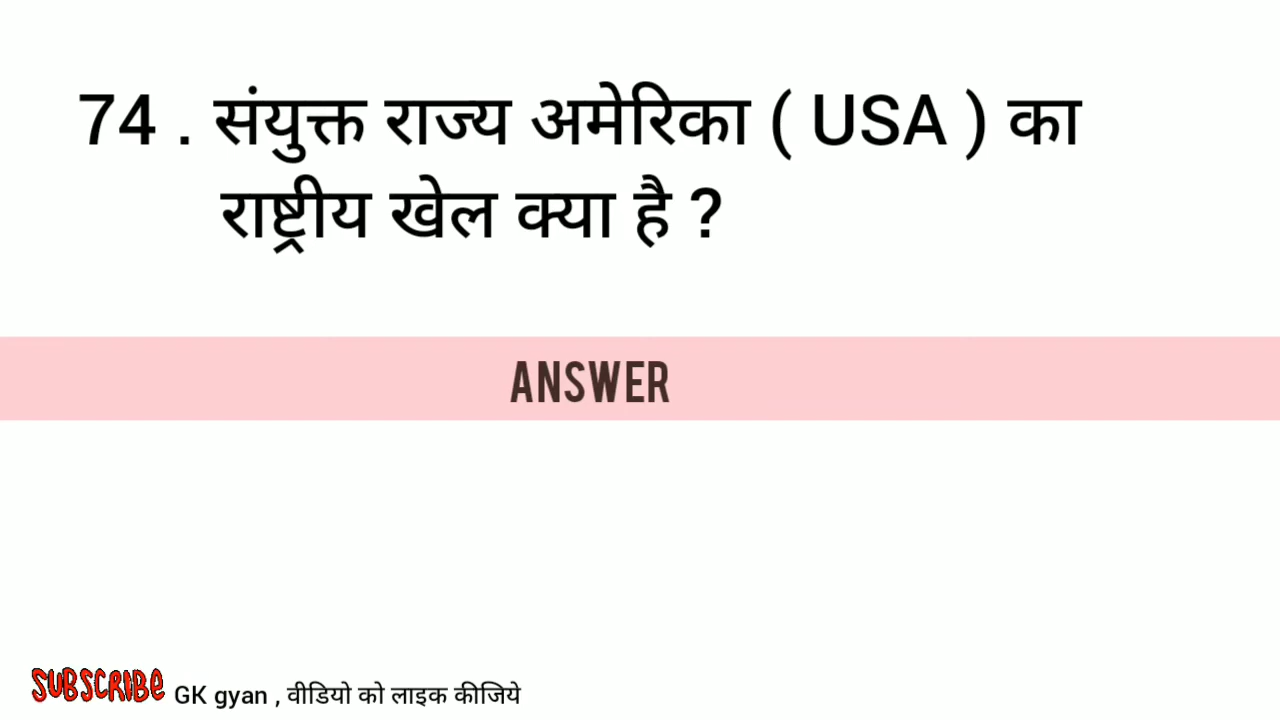 74 . संयुक्त राज्य अमेरिका ( USA ) का
राष्ट्रीय खेल क्या है ?
ANSWER
SUBSCRIBE GK gyan , वीडियो को लाइक कीजिये